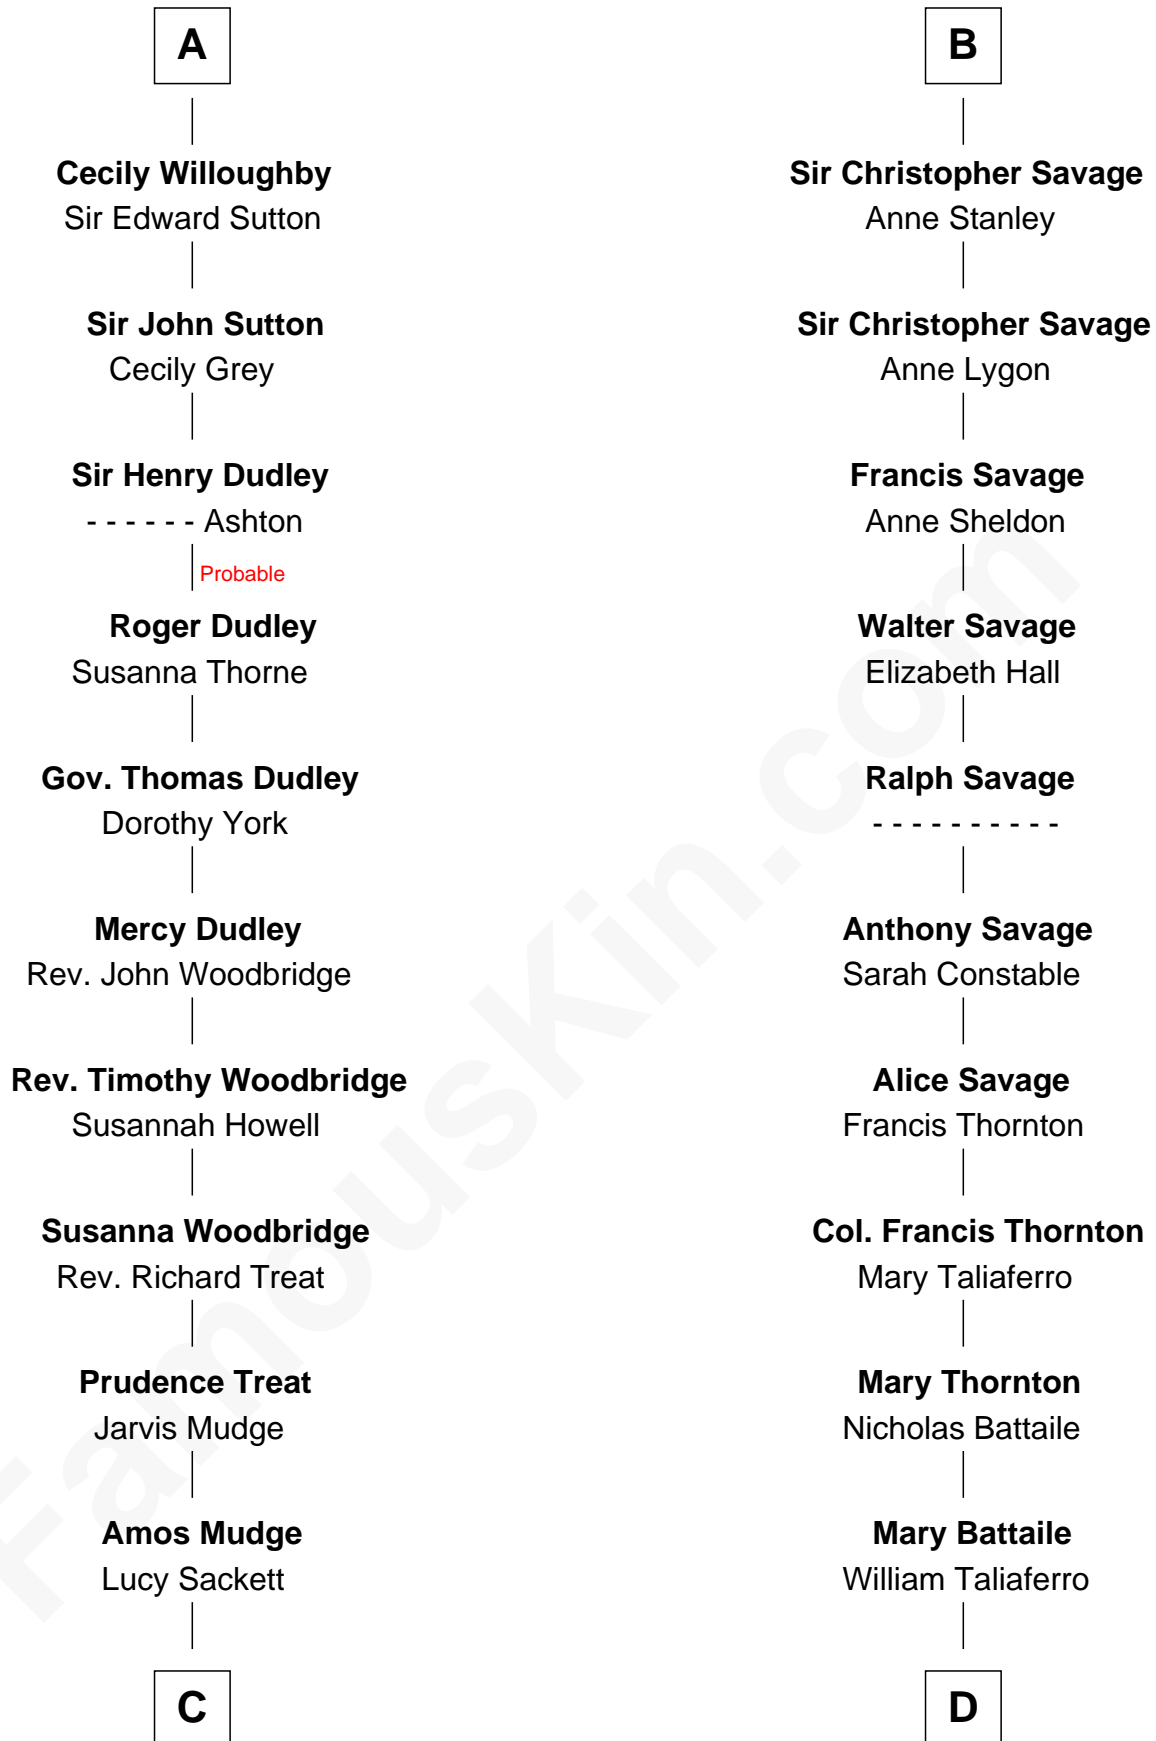 A
Cecily Willoughby
Sir Edward Sutton
Sir John Sutton
Cecily Grey
Sir Henry Dudley
- - - - - - Ashton
Probable
Roger Dudley
Susanna Thorne
Gov. Thomas Dudley
Dorothy York
Mercy Dudley
Rev. John Woodbridge
Rev. Timothy Woodbridge
Susannah Howell
Susanna Woodbridge
Rev. Richard Treat
Prudence Treat
Jarvis Mudge
Amos Mudge
Lucy Sackett
C
B
Sir Christopher Savage
Anne Stanley
Sir Christopher Savage
Anne Lygon
Francis Savage
Anne Sheldon
Walter Savage
Elizabeth Hall
Ralph Savage
- - - - - - - - - -
Anthony Savage
Sarah Constable
Alice Savage
Francis Thornton
Col. Francis Thornton
Mary Taliaferro
Mary Thornton
Nicholas Battaile
Mary Battaile
William Taliaferro
D
FamousKin.com